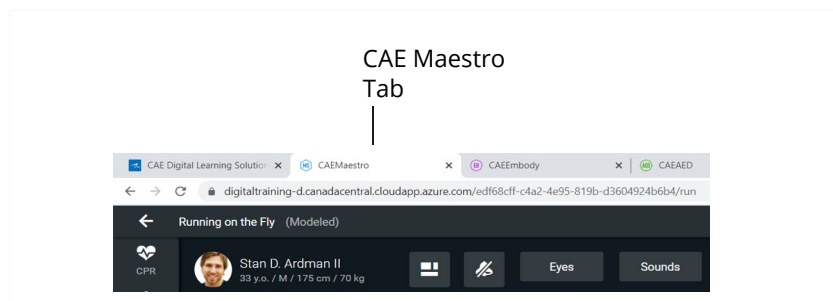 CAE Maestro
Tab
CAE Digital Learning Solution
MS CAEMaestro
CAEEmbody
CAEAED
digitaltraining-d.canadacentral.cloudapp.azure.com/edf68cff-c4a2-4e95-819b-d3604924b6b4/run
Running on the Fly (Modeled)
CPR
Stan D. Ardman II
33 y.o. / M / 175 cm / 70 kg
Eyes
Sounds